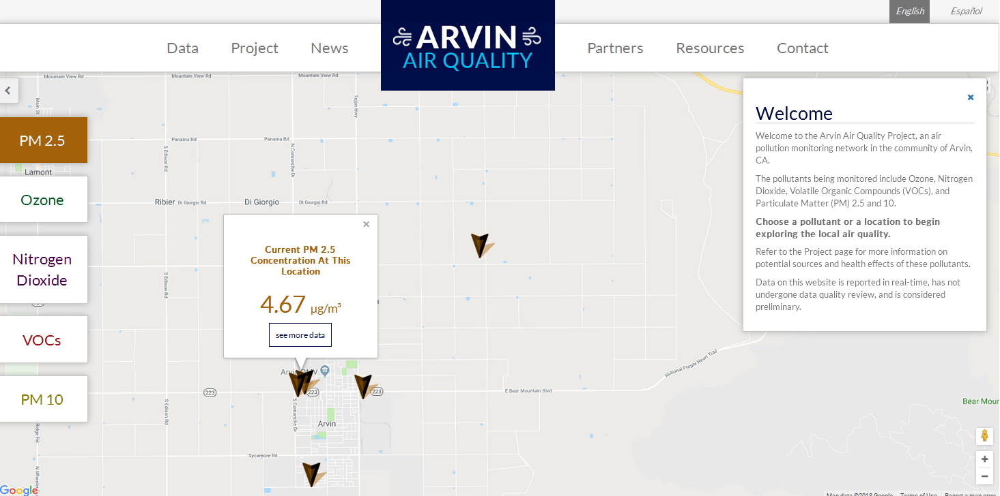 English
Español
Data
Project
News
ARVIN
AIR QUALITY
Partners
Resources
Contact
Mountain View Rd
Mountain View Rd
Mountain View Rd
Main St
Tejon Hwy
PM 2.5
Panama Rd
Panama Rd
S Edison Rd
N Comanche Dr
Lamont
Ozone
Ribier
Di Giorgio Rd
Di Giorgio
Di Giorgio Rd
Nitrogen
Dioxide
S Edison Rd
VOCs
PM 10
S Edison Rd
Current PM 2.5
Concentration At This
Location
4.67 µg/m³
see more data
Arvin DMV
223
223
223
E Bear Mountain Blvd
S Comanche Dr
Arvin
Sycamore Rd
Ridge Rd
N Wheeler
National Purple Heart Trail
Welcome
Welcome to the Arvin Air Quality Project, an air
pollution monitoring network in the community of Arvin,
CA.
The pollutants being monitored include Ozone, Nitrogen
Dioxide, Volatile Organic Compounds (VOCs), and
Particulate Matter (PM) 2.5 and 10.
Choose a pollutant or a location to begin
exploring the local air quality.
Refer to the Project page for more information on
potential sources and health effects of these pollutants.
Data on this website is reported in real-time, has not
undergone data quality review, and is considered
preliminary.
Bear Moun
Google
Map data ©2018 Google
Terms of Use
Report a map error